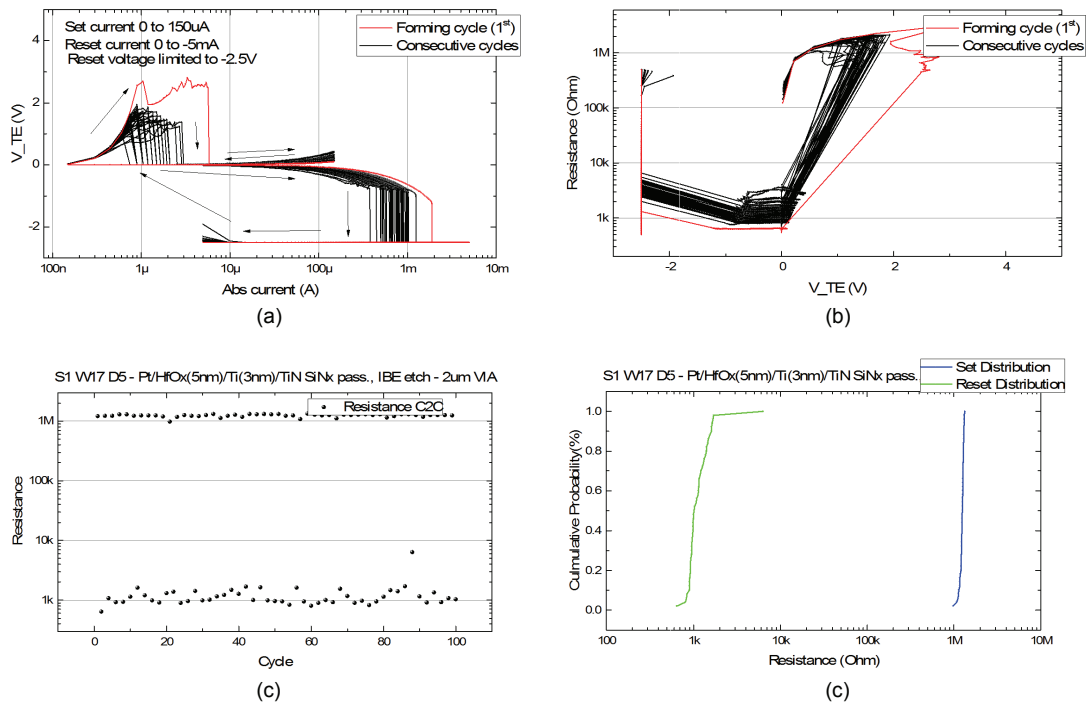 Set current 0 to 150uA
Reset current 0 to -5mA
Reset voltage limited to -2.5V
Forming cycle (1st)
Consecutive cycles
V_TE (V)
4
2
0
-2
100n
1µ
10µ
100µ
1m
10m
Abs current (A)
(a)
Forming cycle (1st)
Consecutive cycles
Resistance (Ohm)
1M
100k
10k
1k
-2
0
2
4
V_TE (V)
(b)
S1 W17 D5 - Pt/HfOx(5nm)/Ti(3nm)/TiN SiNx pass., IBE etch - 2um VIA
Resistance C2C
Resistance
1M
100k
10k
1k
0
20
40
60
80
100
Cycle
(c)
S1 W17 D5 - Pt/HfOx(5nm)/Ti(3nm)/TiN SiNx pass.
Set Distribution
Reset Distribution
Culmulative Probability(%)
1.0
0.8
0.6
0.4
0.2
0.0
100
1k
10k
100k
1M
10M
Resistance (Ohm)
(c)